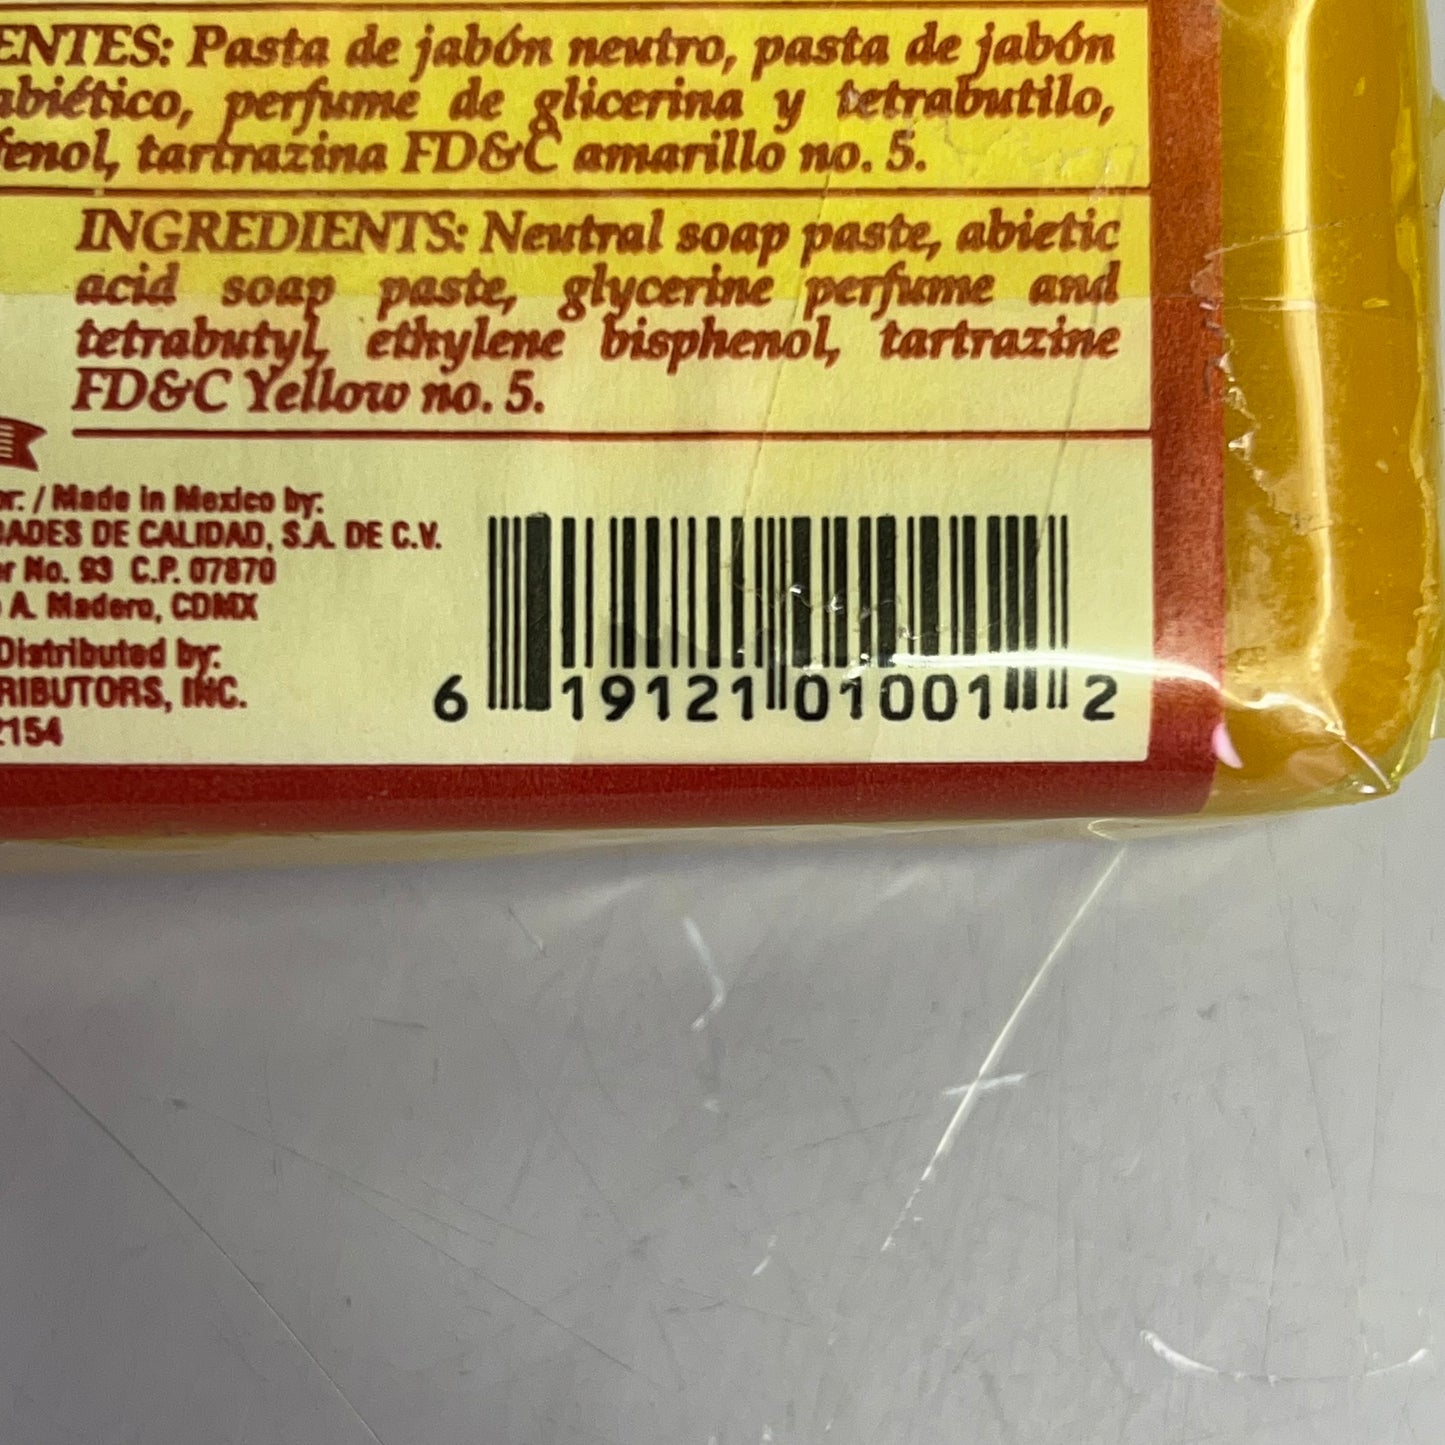 ENTES: Pasta de jabón neutro, pasta de jabón
abiético, perfume de glicerina y tetrabutilo,
fenol, tartrazina FD&C amarillo no. 5.
INGREDIENTS: Neutral soap paste, abietic
acid soap paste, glycerine perfume and
tetrabutyl, ethylene bisphenol, tartrazine
FD&C Yellow no. 5.
or: / Made in Mexico by:
DADES DE CALIDAD, S.A. DE C.V.
r No. 93 C.P. 07870
A. Madero, CDMX
Distributed by:
RIBUTORS, INC.
2154
6 19121 01001 2